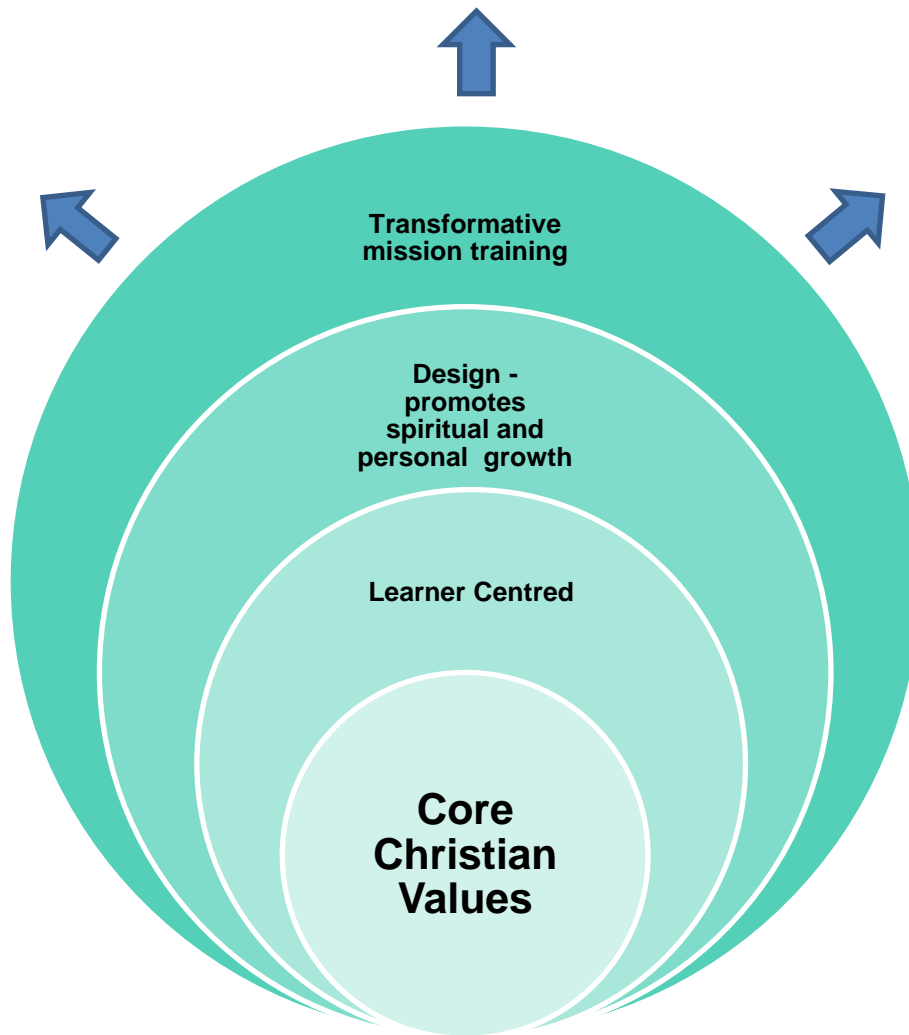 Transformative
mission training
Design -
promotes
spiritual and
personal  growth
Learner Centred
Core
Christian
Values